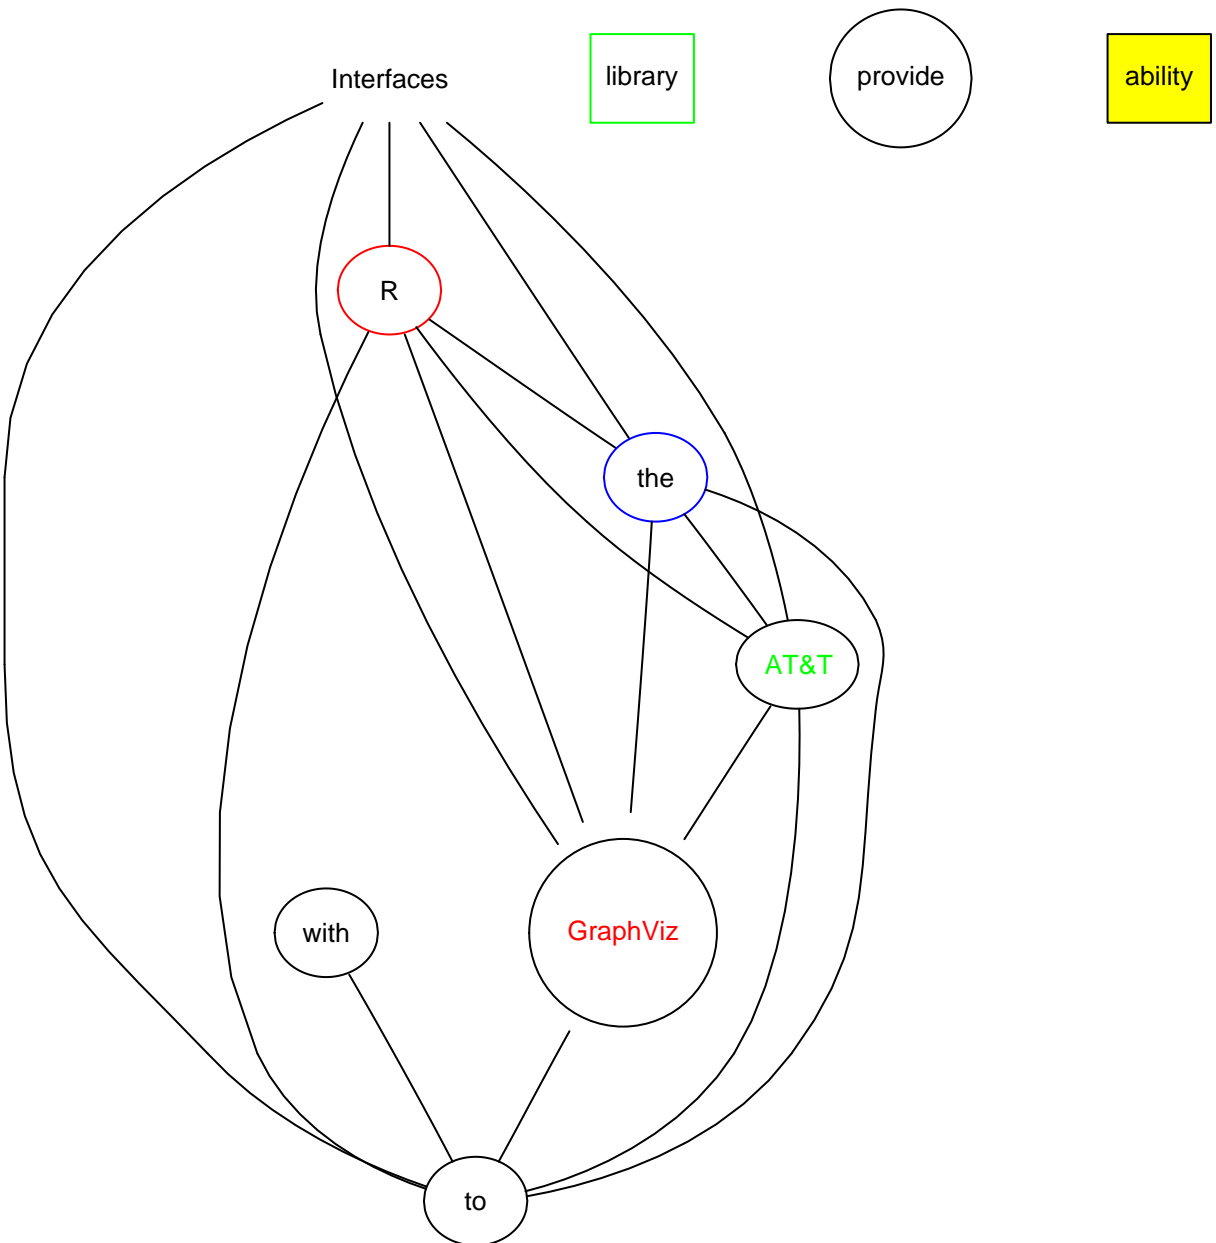 Interfaces
library
provide
ability
R
the
AT&T
with
GraphViz
to